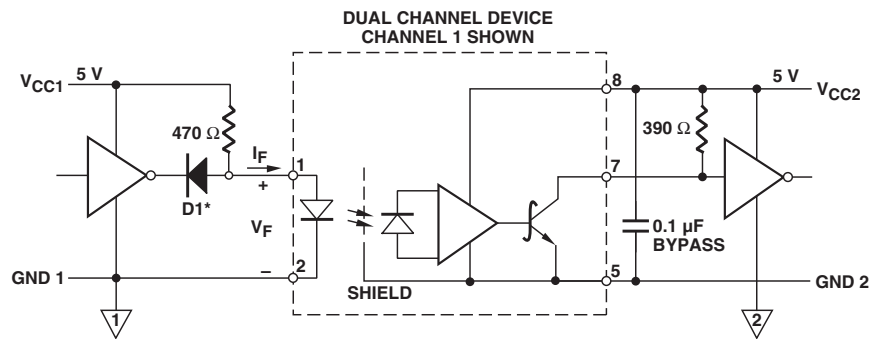 DUAL CHANNEL DEVICE
CHANNEL 1 SHOWN
VCC1
5 V
470 Ω
D1*
IF
+
1
VF
–
2
GND 1
1
SHIELD
8
7
5
390 Ω
0.1 µF
BYPASS
5 V
VCC2
GND 2
2